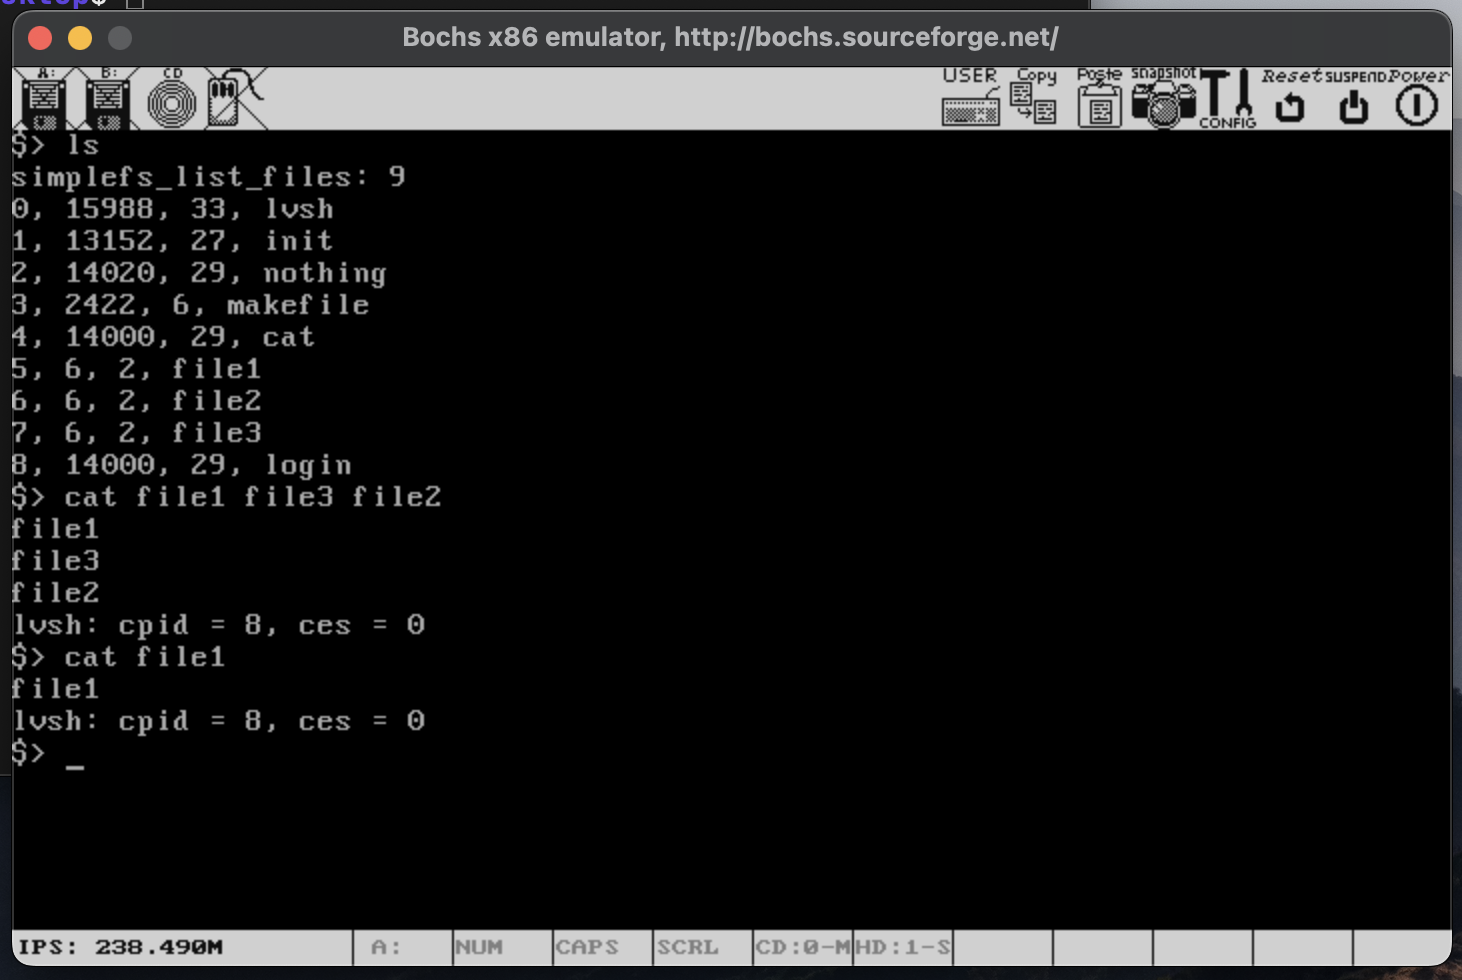 oktop$
Bochs x86 emulator, http://bochs.sourceforge.net/
A: B: CD USER Copy Paste snapshot CONFIG Reset SUSPEND Power
$> ls
simplefs_list_files: 9
0, 15988, 33, lvsh
1, 13152, 27, init
2, 14020, 29, nothing
3, 2422, 6, makefile
4, 14000, 29, cat
5, 6, 2, file1
6, 6, 2, file2
7, 6, 2, file3
8, 14000, 29, login
$> cat file1 file3 file2
file1
file3
file2
lvsh: cpid = 8, ces = 0
$> cat file1
file1
lvsh: cpid = 8, ces = 0
$> _
IPS: 238.490M A: NUM CAPS SCRL CD:0-M HD:1-S